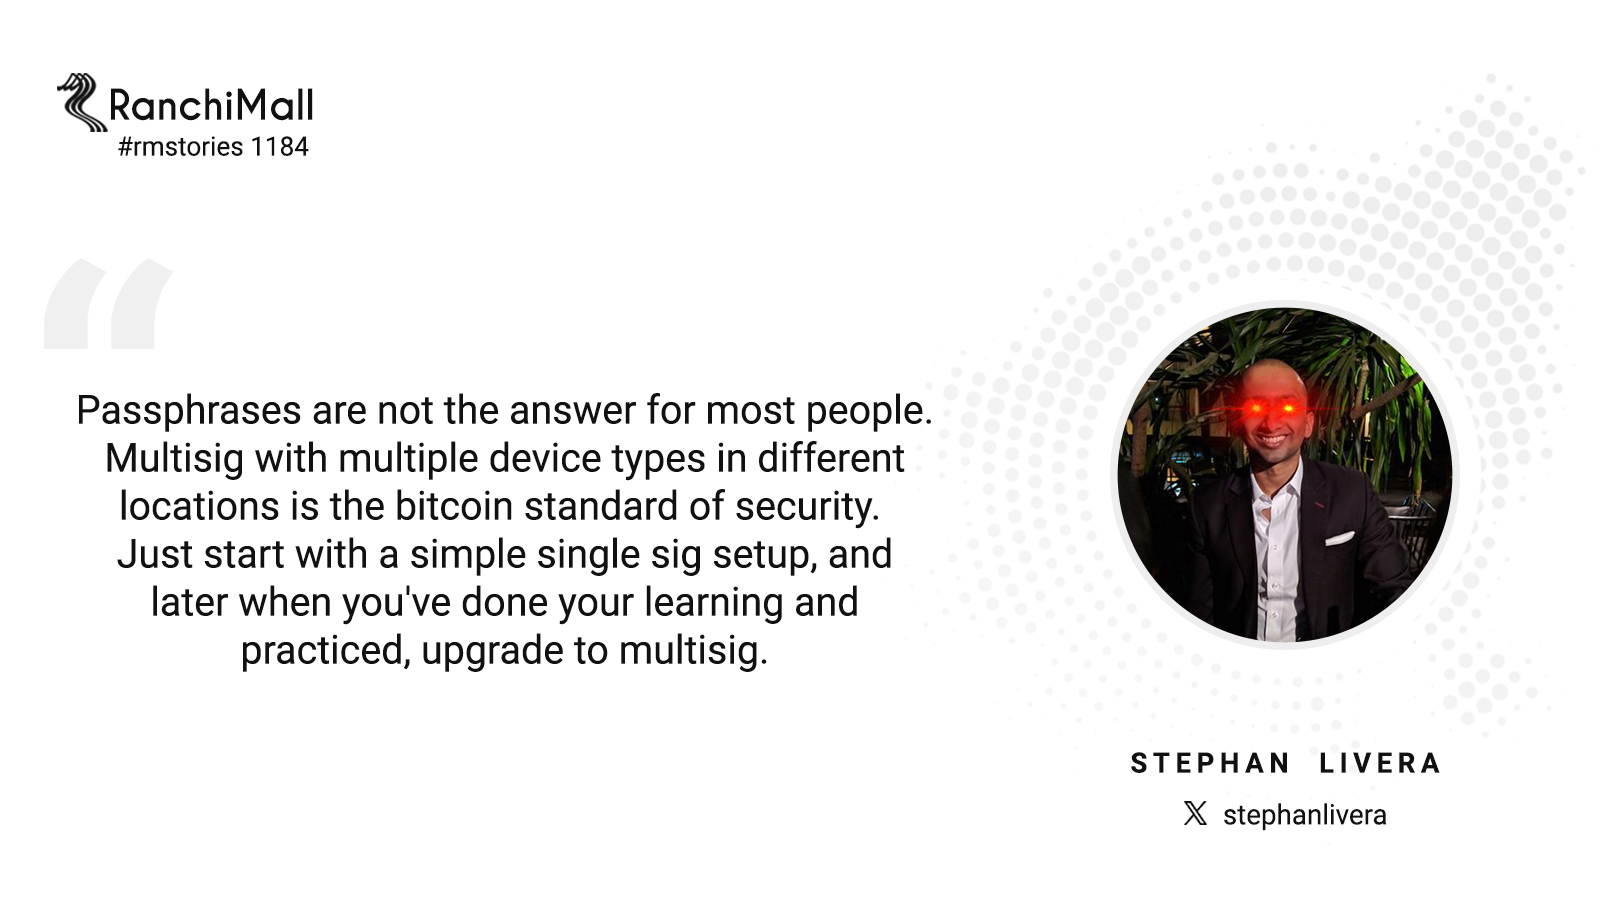 RanchiMall
#rmstories 1184
“
Passphrases are not the answer for most people.
Multisig with multiple device types in different
locations is the bitcoin standard of security.
Just start with a simple single sig setup, and
later when you've done your learning and
practiced, upgrade to multisig.
STEPHAN LIVERA
𝕏 stephanlivera